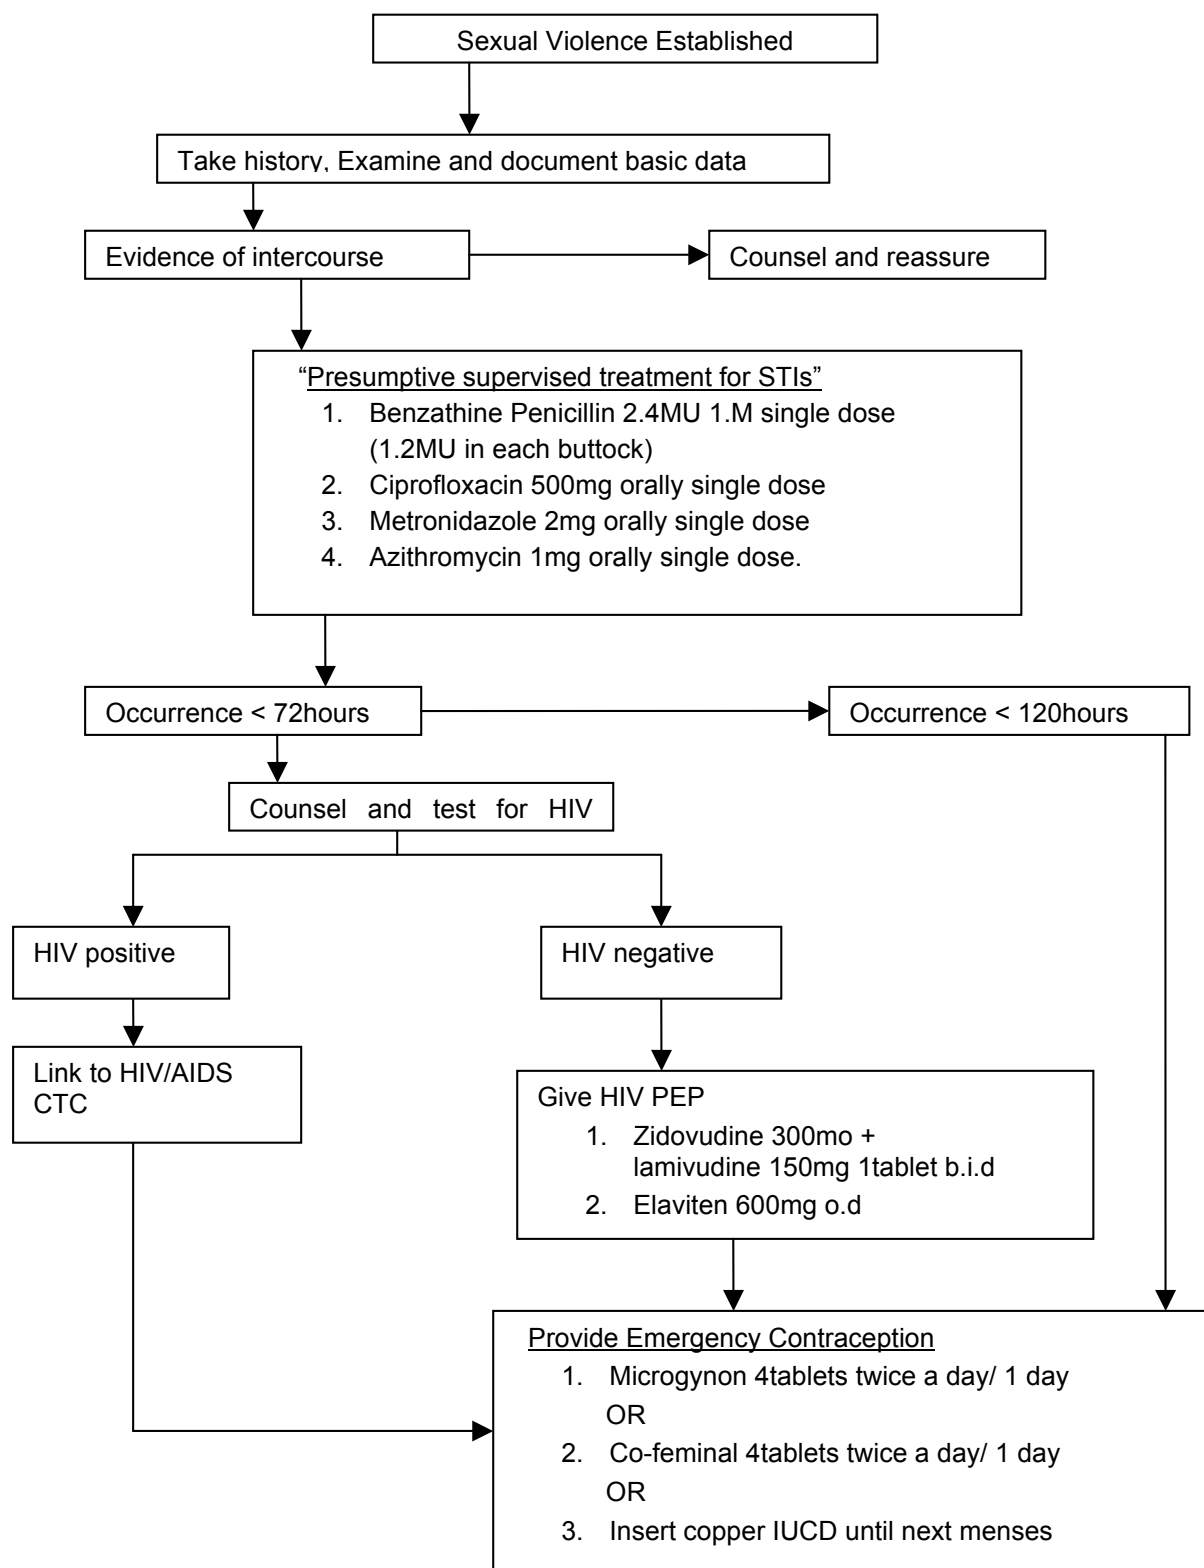 Sexual Violence Established
Take history, Examine and document basic data
Evidence of intercourse
Counsel and reassure
“Presumptive supervised treatment for STIs”
1. Benzathine Penicillin 2.4MU 1.M single dose
(1.2MU in each buttock)
2. Ciprofloxacin 500mg orally single dose
3. Metronidazole 2mg orally single dose
4. Azithromycin 1mg orally single dose.
Occurrence < 72hours
Occurrence < 120hours
Counsel and test for HIV
HIV positive
HIV negative
Link to HIV/AIDS
CTC
Give HIV PEP
1. Zidovudine 300mo +
lamivudine 150mg 1tablet b.i.d
2. Elaviten 600mg o.d
Provide Emergency Contraception
1. Microgynon 4tablets twice a day/ 1 day
OR
2. Co-feminal 4tablets twice a day/ 1 day
OR
3. Insert copper IUCD until next menses